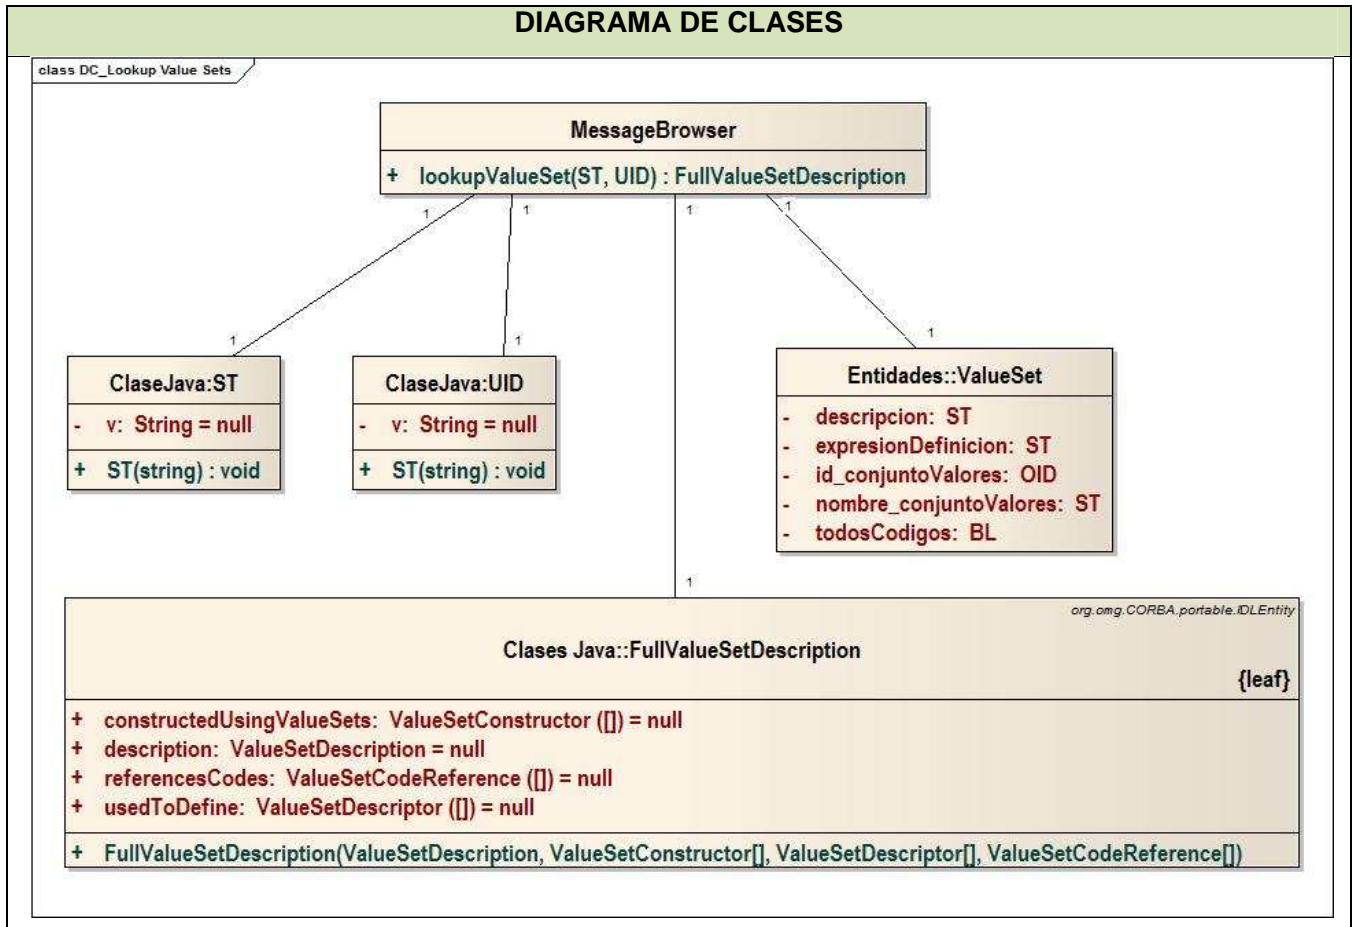 DIAGRAMA DE CLASES
class DC_Lookup Value Sets
MessageBrowser
+ lookupValueSet(ST, UID) : FullValueSetDescription
1
1
1
1
1
1
1
ClaseJava:ST
- v: String = null
+ ST(string) : void
ClaseJava:UID
- v: String = null
+ ST(string) : void
Entidades::ValueSet
- descripcion: ST
- expresionDefinicion: ST
- id_conjuntoValores: OID
- nombre_conjuntoValores: ST
- todosCodigos: BL
1
org.omg.CORBA.portable.IDLEntity
Clases Java::FullValueSetDescription
{leaf}
+ constructedUsingValueSets: ValueSetConstructor ([]) = null
+ description: ValueSetDescription = null
+ referencesCodes: ValueSetCodeReference ([]) = null
+ usedToDefine: ValueSetDescriptor ([]) = null
+ FullValueSetDescription(ValueSetDescription, ValueSetConstructor[], ValueSetDescriptor[], ValueSetCodeReference[])